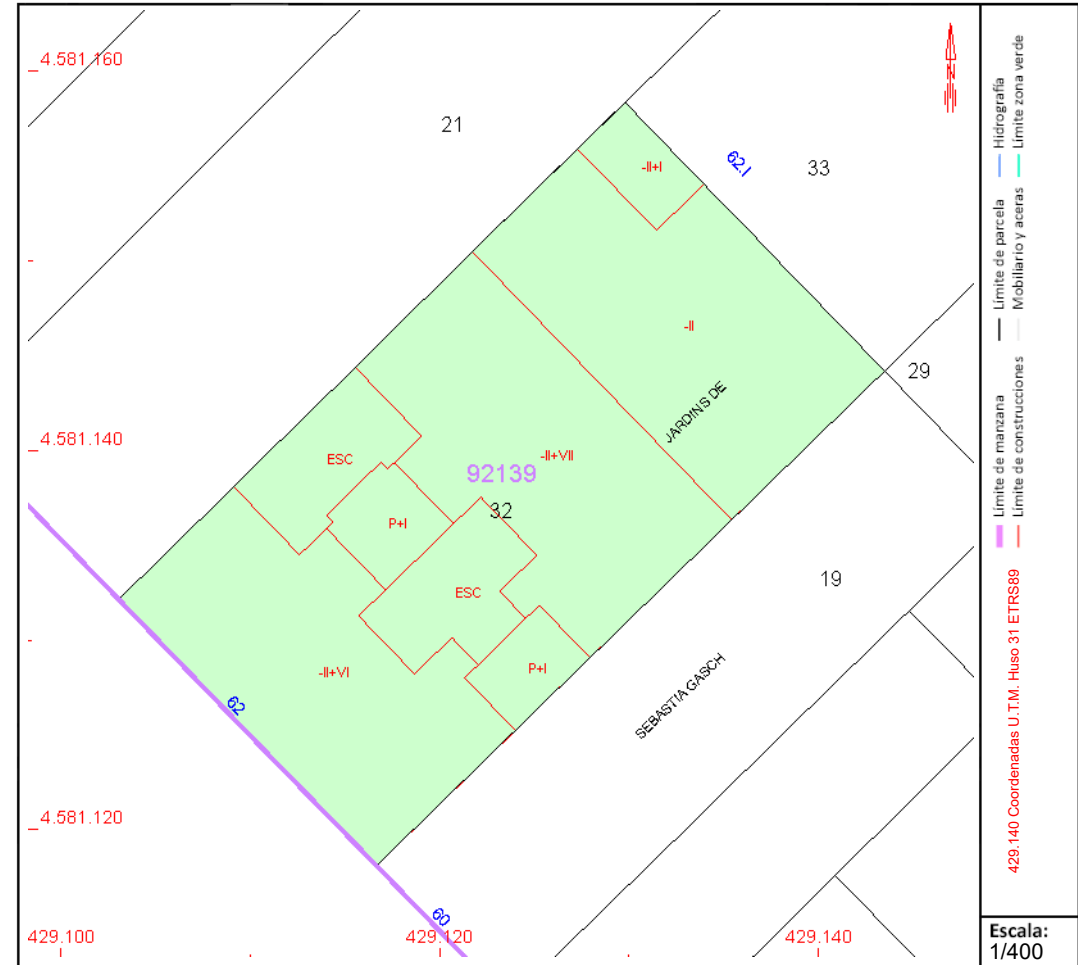 4.581.160
21
N
-II+I
62.I
33
-II
29
JARDINS DE
4.581.140
ESC
-II+VII
92139
32
P+I
ESC
19
P+I
-II+VI
SEBASTIA GASCH
62
4.581.120
60
429.100
429.120
429.140
Hidrografía
Límite zona verde
Límite de parcela
Mobiliario y aceras
Límite de manzana
Límite de construcciones
429.140 Coordenadas U.T.M. Huso 31 ETRS89
Escala:
1/400